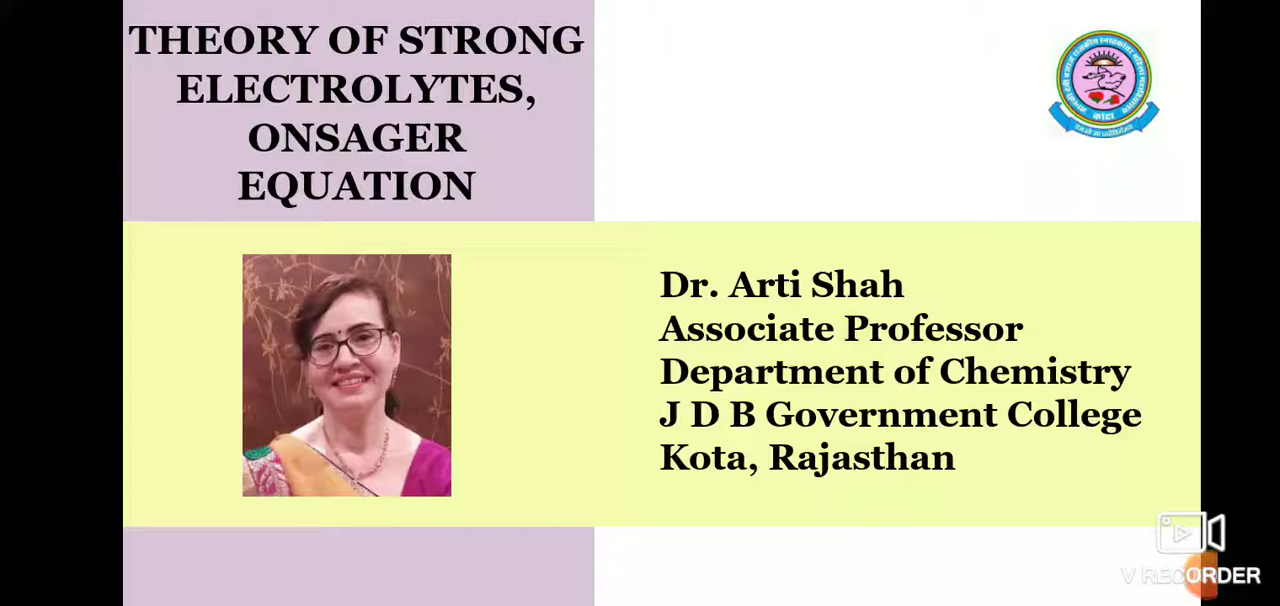 THEORY OF STRONG
ELECTROLYTES,
ONSAGER
EQUATION
Dr. Arti Shah
Associate Professor
Department of Chemistry
J D B Government College
Kota, Rajasthan
कोटा
V RECORDER